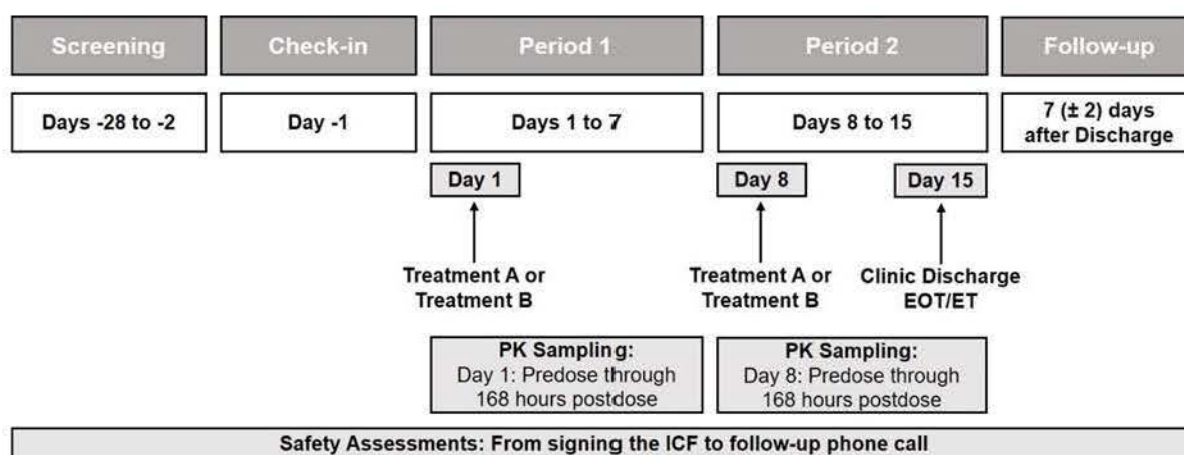 Screening
Check-in
Period 1
Period 2
Follow-up
Days -28 to -2
Day -1
Days 1 to 7
Days 8 to 15
7 (± 2) days
after Discharge
Day 1
Day 8
Day 15
Treatment A or
Treatment B
Treatment A or
Treatment B
Clinic Discharge
EOT/ET
PK Sampling:
Day 1: Predose through
168 hours postdose
PK Sampling:
Day 8: Predose through
168 hours postdose
Safety Assessments: From signing the ICF to follow-up phone call